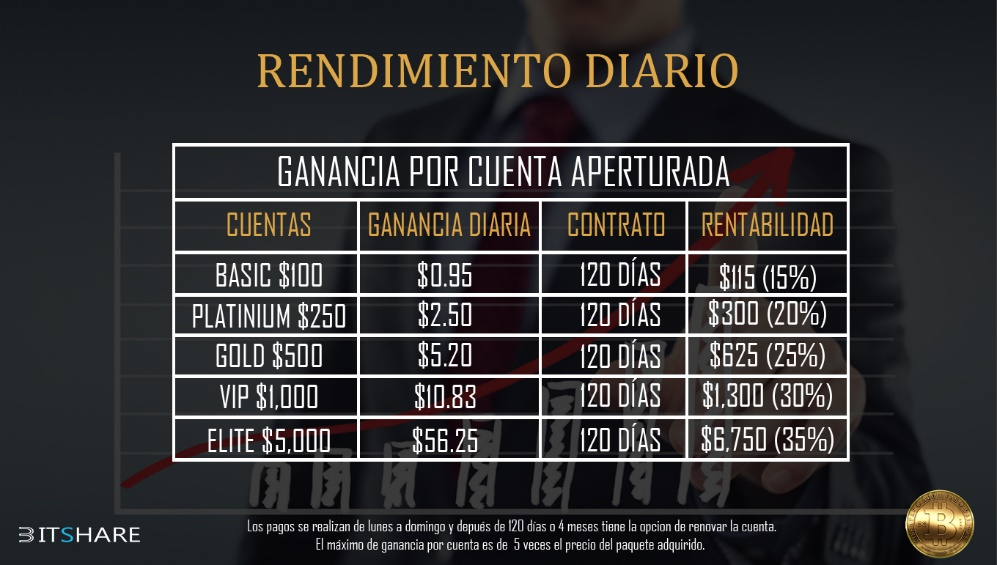 RENDIMIENTO DIARIO
GANANCIA POR CUENTA APERTURADA
CUENTAS GANANCIA DIARIA CONTRATO RENTABILIDAD
BASIC $100 $0.95 120 DÍAS $115 (15%)
PLATINIUM $250 $2.50 120 DÍAS $300 (20%)
GOLD $500 $5.20 120 DÍAS $625 (25%)
VIP $1,000 $10.83 120 DÍAS $1,300 (30%)
ELITE $5,000 $56.25 120 DÍAS $6,750 (35%)
Los pagos se realizan de lunes a domingo y depués de 120 días o 4 meses tiene la opcion de renovar la cuenta.
El máximo de ganancia por cuenta es de 5 veces el precio del paquete adquirido.
BITSHARE